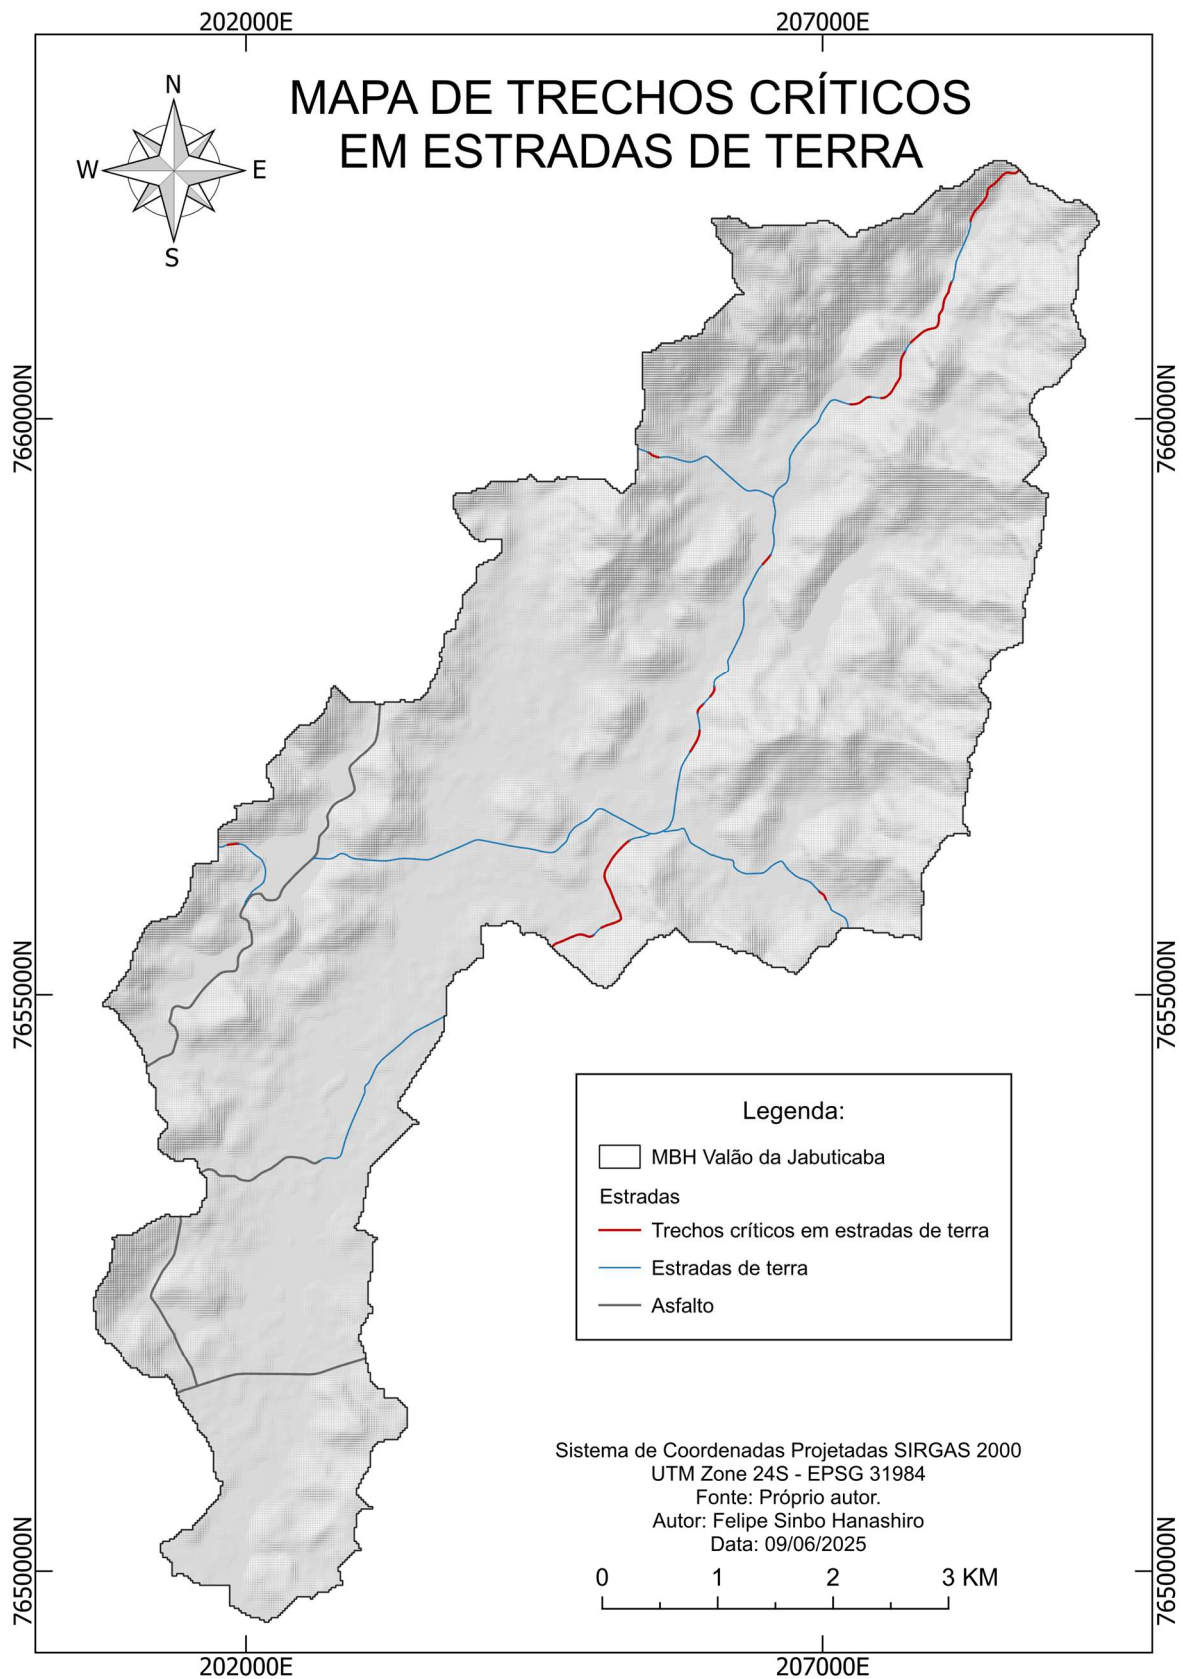 202000E
207000E
MAPA DE TRECHOS CRÍTICOS
EM ESTRADAS DE TERRA
N
W
E
S
7660000N
7660000N
7655000N
7655000N
Legenda:
MBH Valão da Jabuticaba
Estradas
Trechos críticos em estradas de terra
Estradas de terra
Asfalto
Sistema de Coordenadas Projetadas SIRGAS 2000
UTM Zone 24S - EPSG 31984
Fonte: Próprio autor.
Autor: Felipe Sinbo Hanashiro
Data: 09/06/2025
0 1 2 3 KM
7650000N
7650000N
202000E
207000E